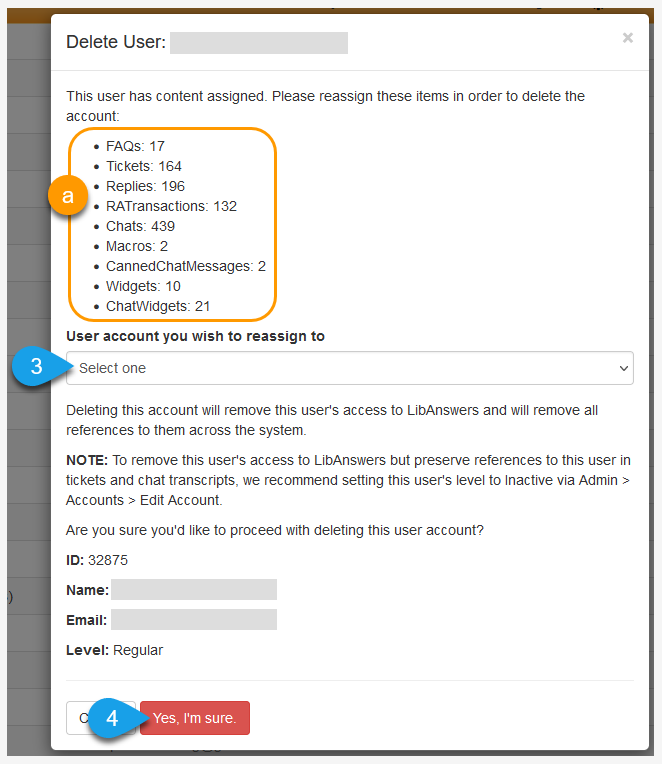 Delete User:
×
This user has content assigned. Please reassign these items in order to delete the
account:
a
• FAQs: 17
• Tickets: 164
• Replies: 196
• RATransactions: 132
• Chats: 439
• Macros: 2
• CannedChatMessages: 2
• Widgets: 10
• ChatWidgets: 21
User account you wish to reassign to
3
Select one
Deleting this account will remove this user's access to LibAnswers and will remove all
references to them across the system.
NOTE: To remove this user's access to LibAnswers but preserve references to this user in
tickets and chat transcripts, we recommend setting this user's level to Inactive via Admin >
Accounts > Edit Account.
Are you sure you'd like to proceed with deleting this user account?
ID: 32875
Name:
Email:
Level: Regular
4
Yes, I'm sure.